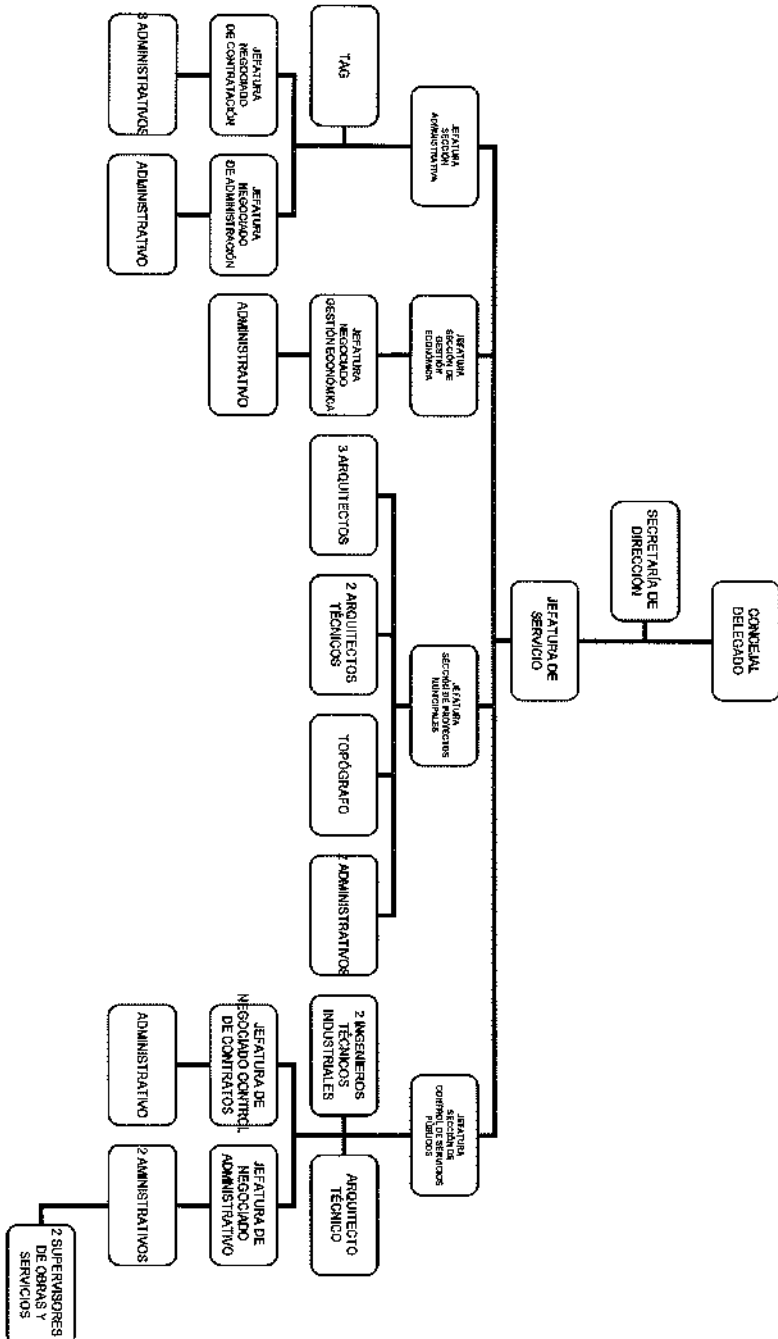 CONCEJAL
DELEGADO
SECRETARÍA DE
DIRECCIÓN
JEFATURA DE
SERVICIO
JEFATURA
SECCIÓN
ADMINISTRATIVA
JEFATURA
SECCIÓN DE
GESTIÓN
ECONÓMICA
JEFATURA
SECCIÓN DE PROYECTOS
MUNICIPALES
JEFATURA
SECCIÓN DE
CONTROL DE SERVICIOS
PÚBLICOS
TAG
JEFATURA
NEGOCIADO
GESTIÓN ECONÓMICA
3 ARQUITECTOS
2 ARQUITECTOS
TÉCNICOS
TOPÓGRAFO
2 ADMINISTRATIVOS
2 INGENIEROS
TÉCNICOS
INDUSTRIALES
ARQUITECTO
TÉCNICO
JEFATURA
NEGOCIADO
DE CONTRATACIÓN
JEFATURA
NEGOCIADO
DE ADMINISTRACIÓN
ADMINISTRATIVO
JEFATURA DE
NEGOCIADO CONTROL
DE CONTRATOS
JEFATURA DE
NEGOCIADO
ADMINISTRATIVO
3 ADMINISTRATIVOS
ADMINISTRATIVO
ADMINISTRATIVO
2 AMINISTRATIVOS
2 SUPERVISORES
DE OBRAS Y
SERVICIOS